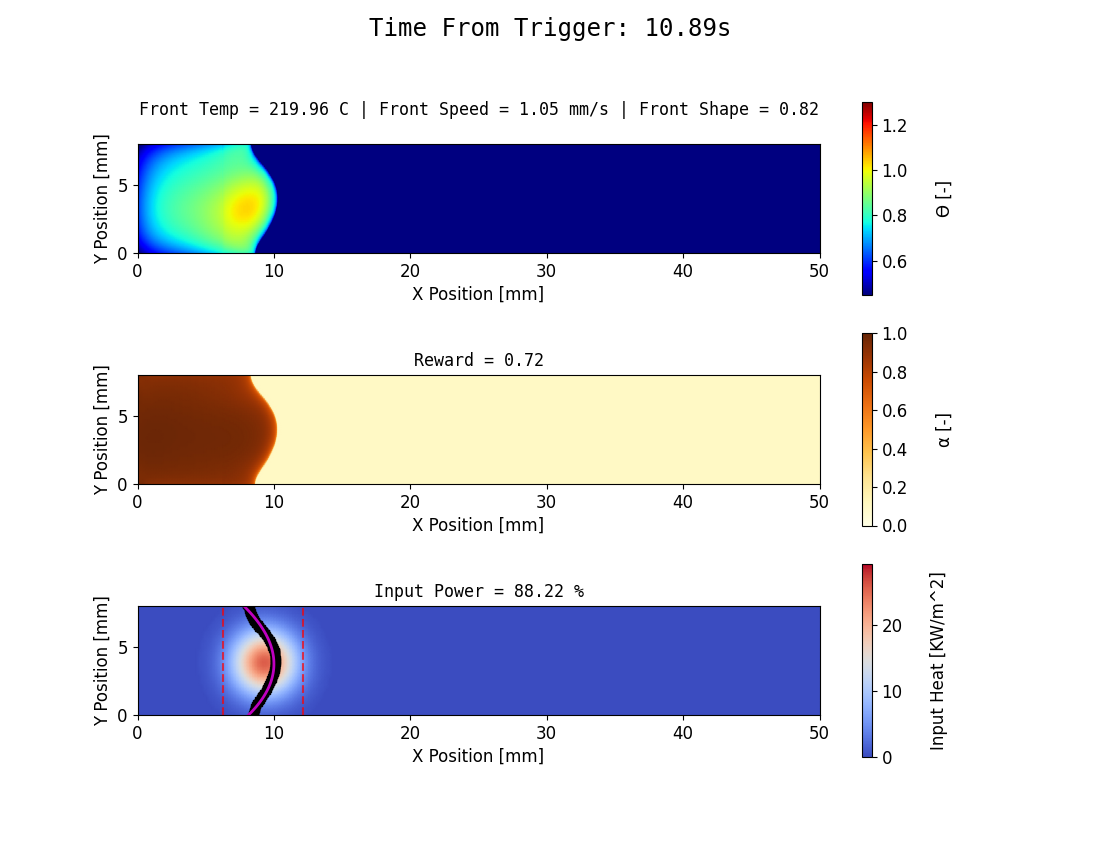 Time From Trigger: 10.89s
Front Temp = 219.96 C | Front Speed = 1.05 mm/s | Front Shape = 0.82
Y Position [mm]
5
0
0 10 20 30 40 50
X Position [mm]
1.2
1.0
0.8
0.6
Θ [-]
Reward = 0.72
Y Position [mm]
5
0
0 10 20 30 40 50
X Position [mm]
1.0
0.8
0.6
0.4
0.2
0.0
α [-]
Input Power = 88.22 %
Y Position [mm]
5
0
0 10 20 30 40 50
X Position [mm]
20
10
0
Input Heat [KW/m^2]